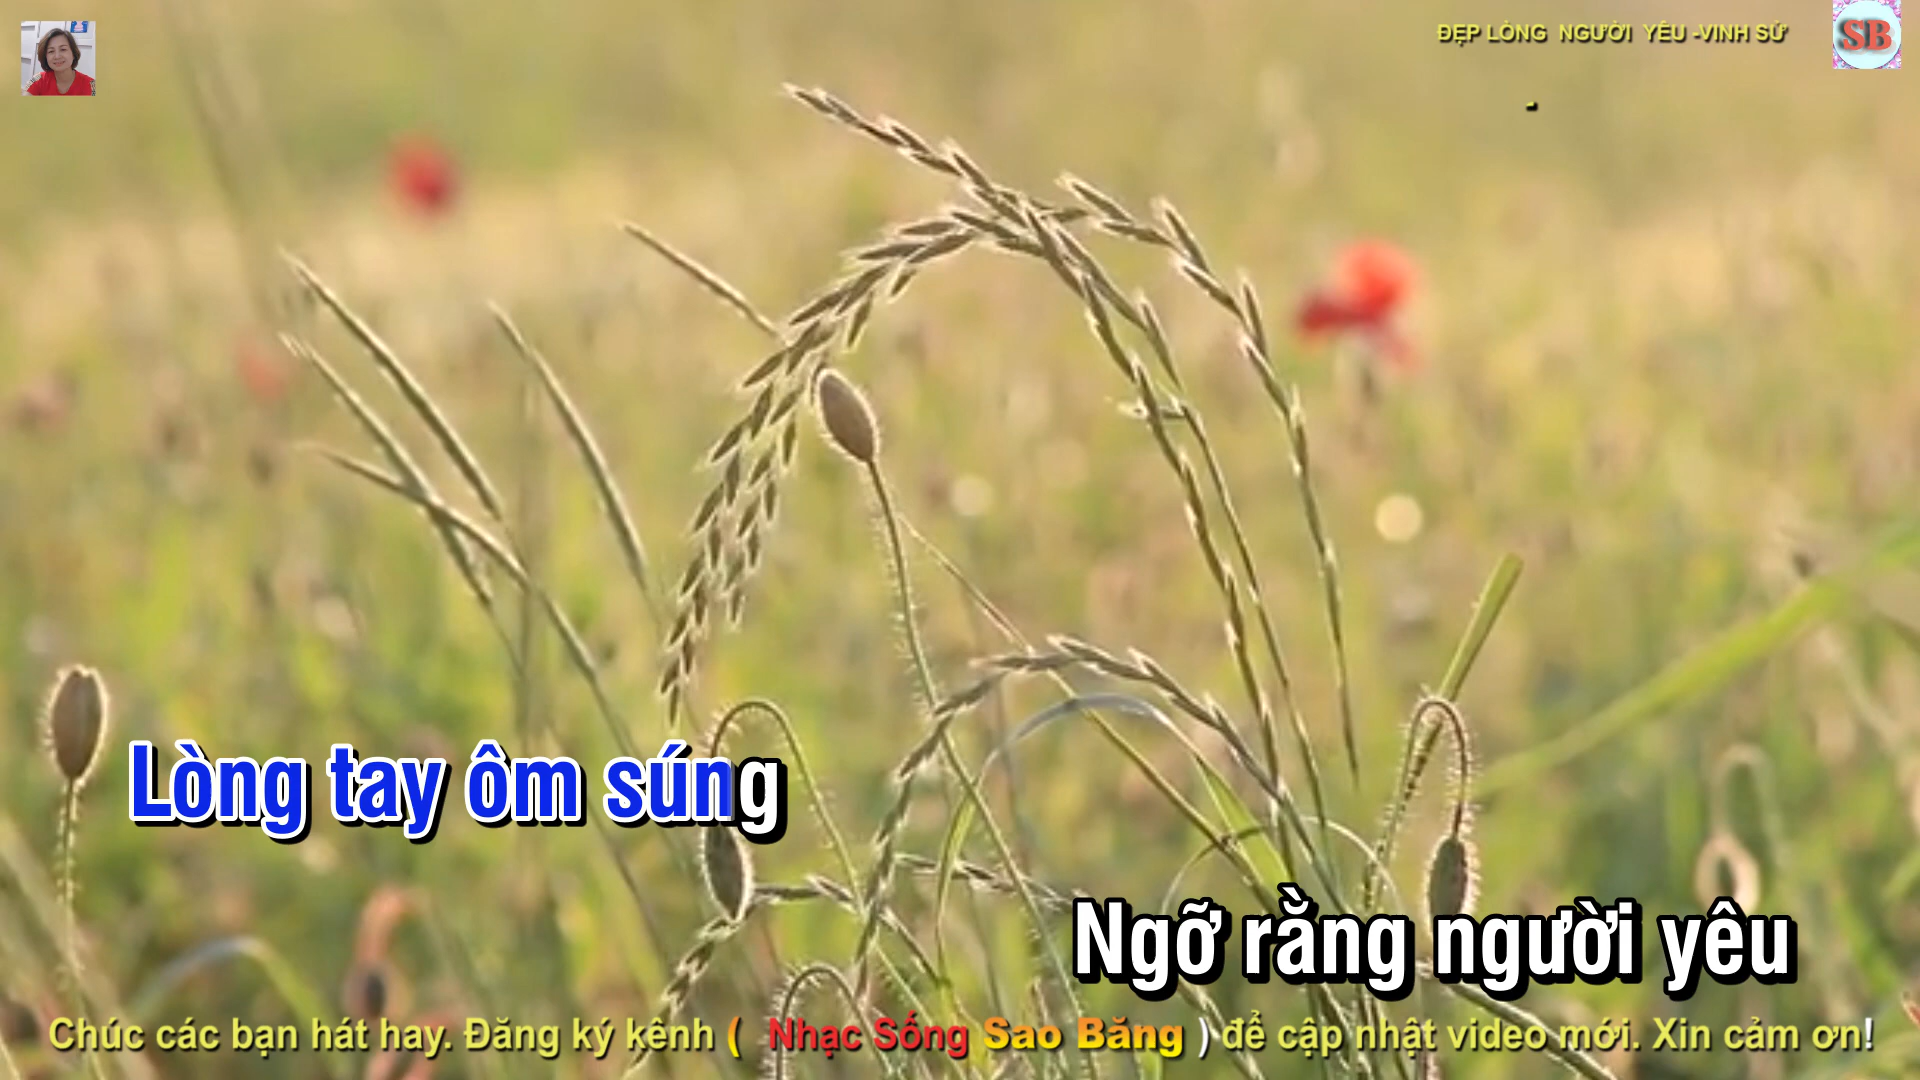 ĐẸP LÒNG NGƯỜI YÊU -VINH SỬ
SB
Lòng tay ôm súng
Ngỡ rằng người yêu
Chúc các bạn hát hay. Đăng ký kênh ( Nhạc Sống Sao Băng ) để cập nhật video mới. Xin cảm ơn!